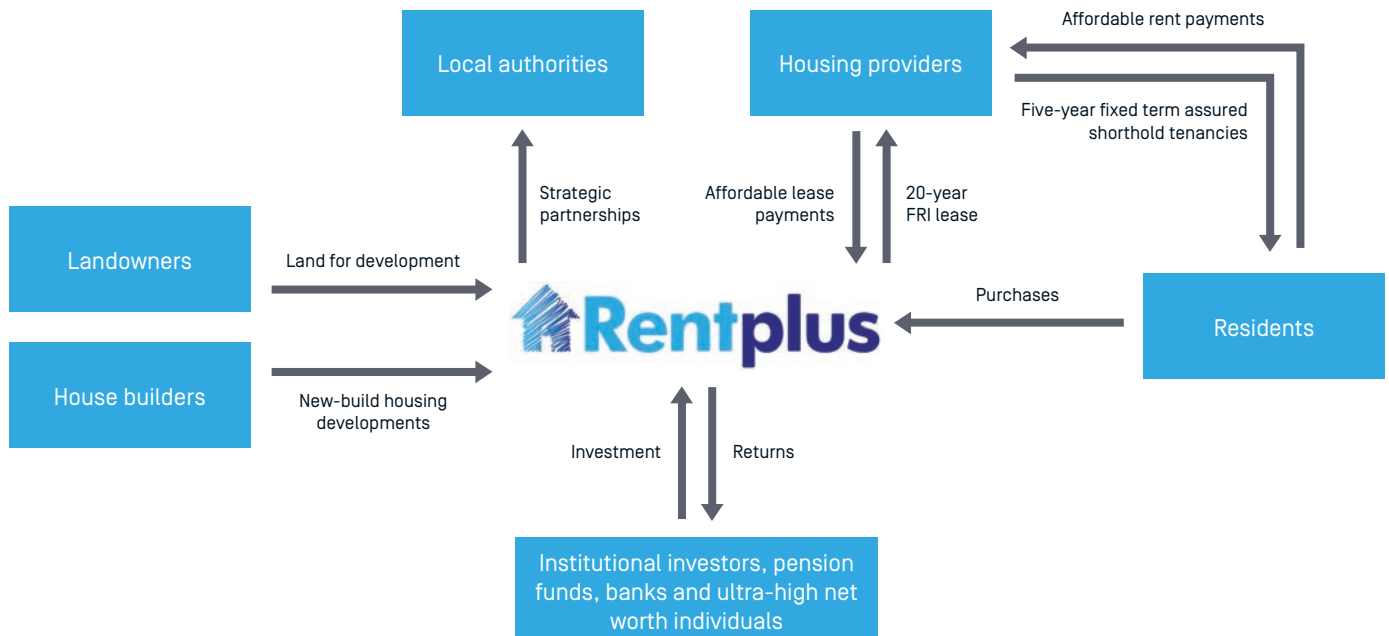 Affordable rent payments
Local authorities
Housing providers
Five-year fixed term assured
shorthold tenancies
Strategic
partnerships
Affordable lease
payments
20-year
FRI lease
Landowners
Land for development
Rentplus
Purchases
Residents
House builders
New-build housing
developments
Investment
Returns
Institutional investors, pension
funds, banks and ultra-high net
worth individuals